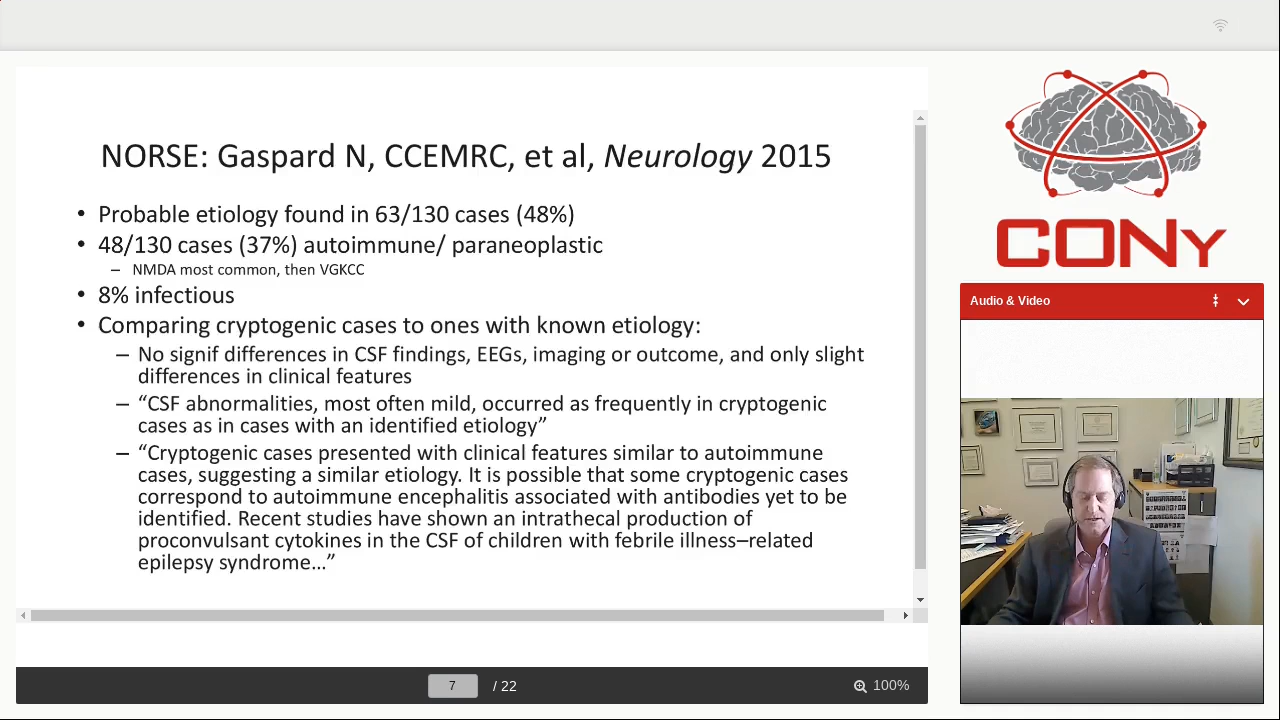 NORSE: Gaspard N, CCEMRC, et al, Neurology 2015
• Probable etiology found in 63/130 cases (48%)
• 48/130 cases (37%) autoimmune/ paraneoplastic
– NMDA most common, then VGKCC
• 8% infectious
• Comparing cryptogenic cases to ones with known etiology:
– No signif differences in CSF findings, EEGs, imaging or outcome, and only slight
differences in clinical features
– “CSF abnormalities, most often mild, occurred as frequently in cryptogenic
cases as in cases with an identified etiology”
– “Cryptogenic cases presented with clinical features similar to autoimmune
cases, suggesting a similar etiology. It is possible that some cryptogenic cases
correspond to autoimmune encephalitis associated with antibodies yet to be
identified. Recent studies have shown an intrathecal production of
proconvulsant cytokines in the CSF of children with febrile illness–related
epilepsy syndrome…”
7 / 22
100%
CONy
Audio & Video